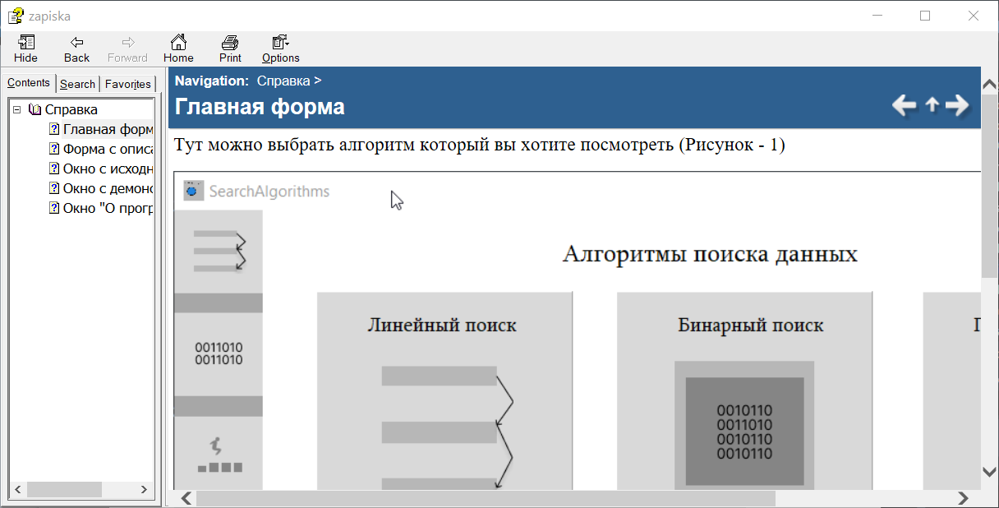 zapiska
Hide Back Forward Home Print Options
Contents Search Favorites
Справка
Главная форм
Форма с опис
Окно с исходн
Окно с демонс
Окно "О прогр
Navigation: Справка >
Главная форма
Тут можно выбрать алгоритм который вы хотите посмотреть (Рисунок - 1)
SearchAlgorithms
Алгоритмы поиска данных
0011010
0011010
Линейный поиск
Бинарный поиск
0010110
0011010
0010110
0010110